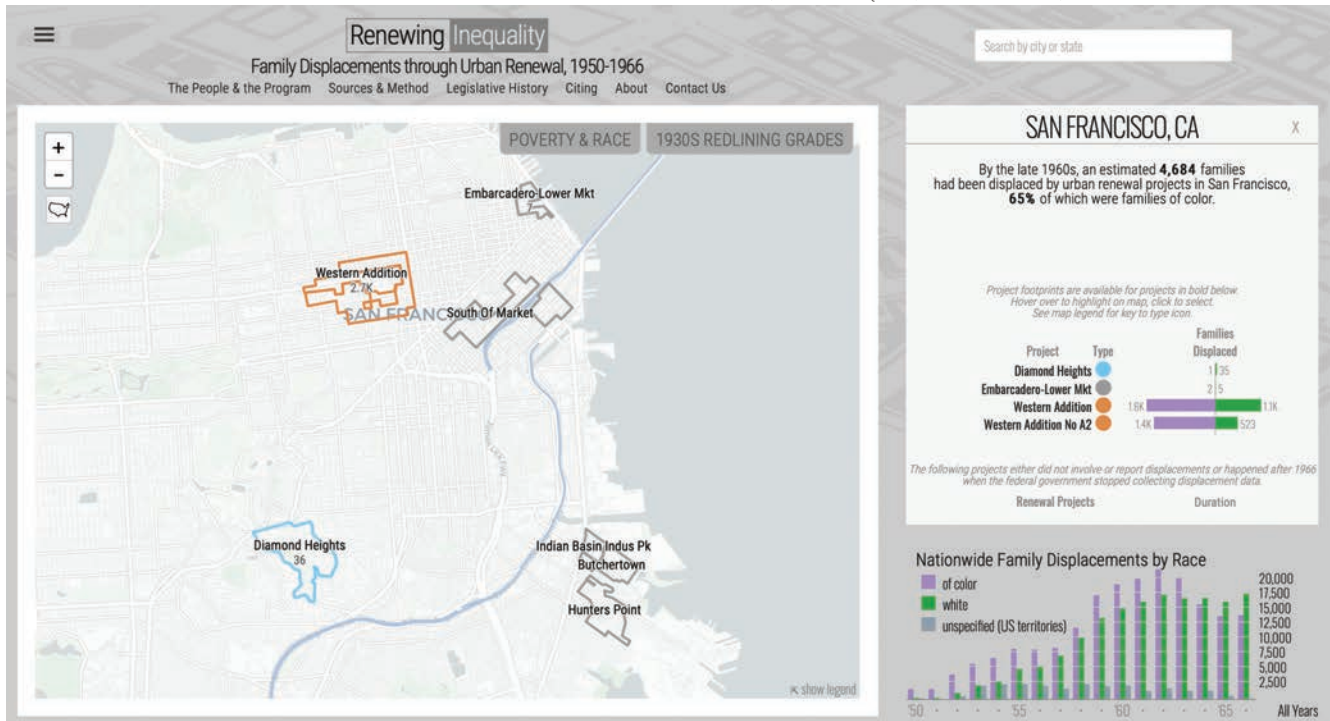 Renewing Inequality
Family Displacements through Urban Renewal, 1950-1966
The People & the Program Sources & Method Legislative History Citing About Contact Us
Search by city or state
+
-
POVERTY & RACE 1930S REDLINING GRADES
Embarcadero-Lower Mkt
Western Addition
2.7K
SAN FRANCISCO
South Of Market
Diamond Heights
36
Indian Basin Indus Pk
Butchertown
Hunters Point
show legend
SAN FRANCISCO, CA X
By the late 1960s, an estimated 4,684 families
had been displaced by urban renewal projects in San Francisco,
65% of which were families of color.
Project footprints are available for projects in bold below.
Hover over to highlight on map, click to select.
See map legend for key to type icon.
Families
Project Type Displaced
Diamond Heights 1 35
Embarcadero-Lower Mkt 2 5
Western Addition 1.6K 1.1K
Western Addition No A2 1.4K 523
The following projects either did not involve or report displacements or happened after 1966
when the federal government stopped collecting displacement data.
Renewal Projects Duration
Nationwide Family Displacements by Race
of color
white
unspecified (US territories)
20,000
17,500
15,000
12,500
10,000
7,500
5,000
2,500
'50 '55 '60 '65 All Years